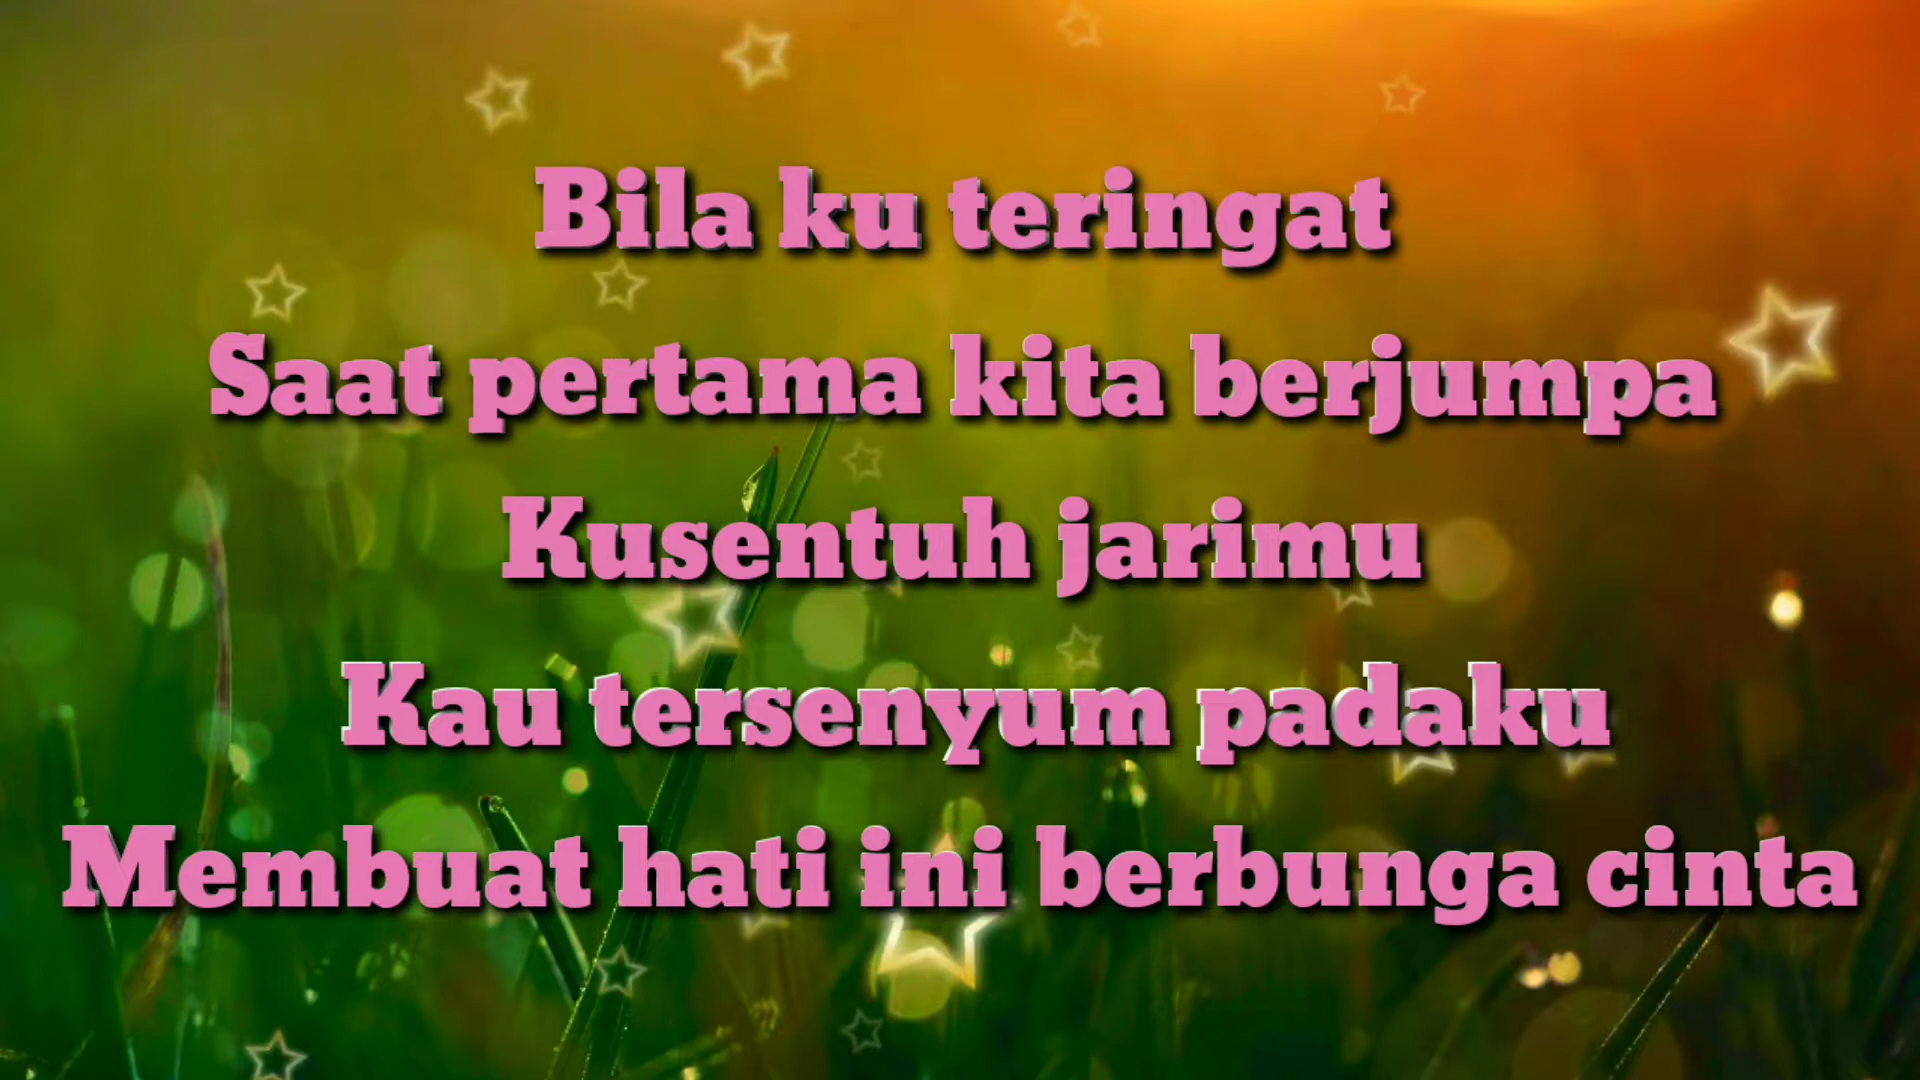 Bila ku teringat
Saat pertama kita berjumpa
Kusentuh jarimu
Kau tersenyum padaku
Membuat hati ini berbunga cinta